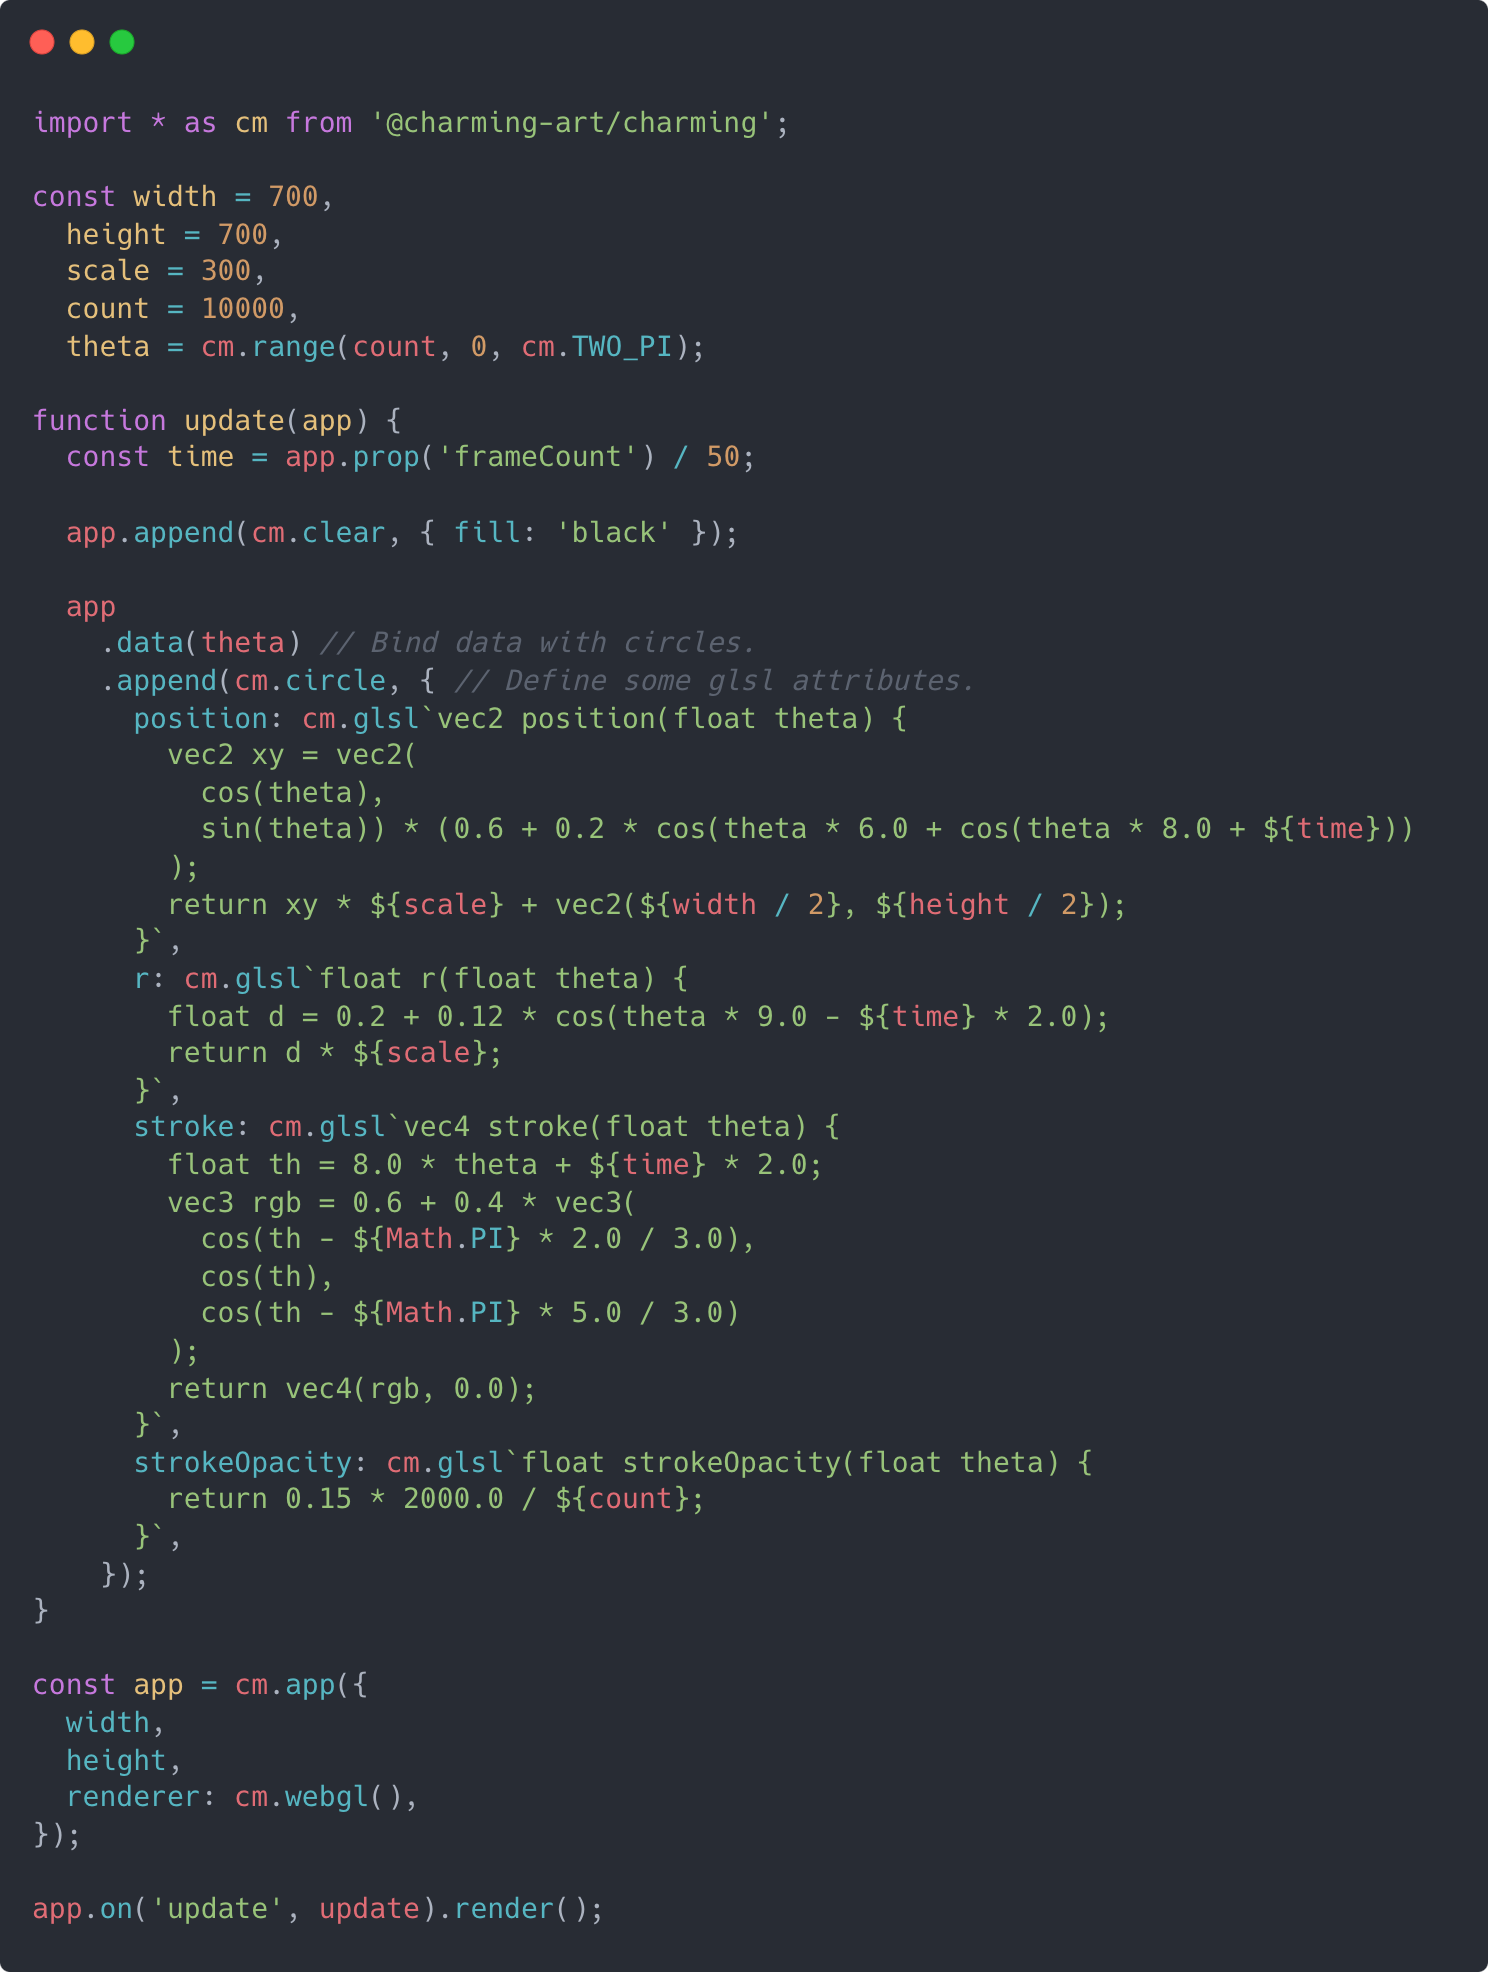 import * as cm from '@charming-art/charming';

const width = 700,
  height = 700,
  scale = 300,
  count = 10000,
  theta = cm.range(count, 0, cm.TWO_PI);

function update(app) {
  const time = app.prop('frameCount') / 50;

  app.append(cm.clear, { fill: 'black' });

  app
    .data(theta) // Bind data with circles.
    .append(cm.circle, { // Define some glsl attributes.
      position: cm.glsl`vec2 position(float theta) {
        vec2 xy = vec2(
          cos(theta),
          sin(theta)) * (0.6 + 0.2 * cos(theta * 6.0 + cos(theta * 8.0 + ${time}))
        );
        return xy * ${scale} + vec2(${width / 2}, ${height / 2});
      }`,
      r: cm.glsl`float r(float theta) {
        float d = 0.2 + 0.12 * cos(theta * 9.0 - ${time} * 2.0);
        return d * ${scale};
      }`,
      stroke: cm.glsl`vec4 stroke(float theta) {
        float th = 8.0 * theta + ${time} * 2.0;
        vec3 rgb = 0.6 + 0.4 * vec3(
          cos(th - ${Math.PI} * 2.0 / 3.0),
          cos(th),
          cos(th - ${Math.PI} * 5.0 / 3.0)
        );
        return vec4(rgb, 0.0);
      }`,
      strokeOpacity: cm.glsl`float strokeOpacity(float theta) {
        return 0.15 * 2000.0 / ${count};
      }`,
    });
}

const app = cm.app({
  width,
  height,
  renderer: cm.webgl(),
});

app.on('update', update).render();